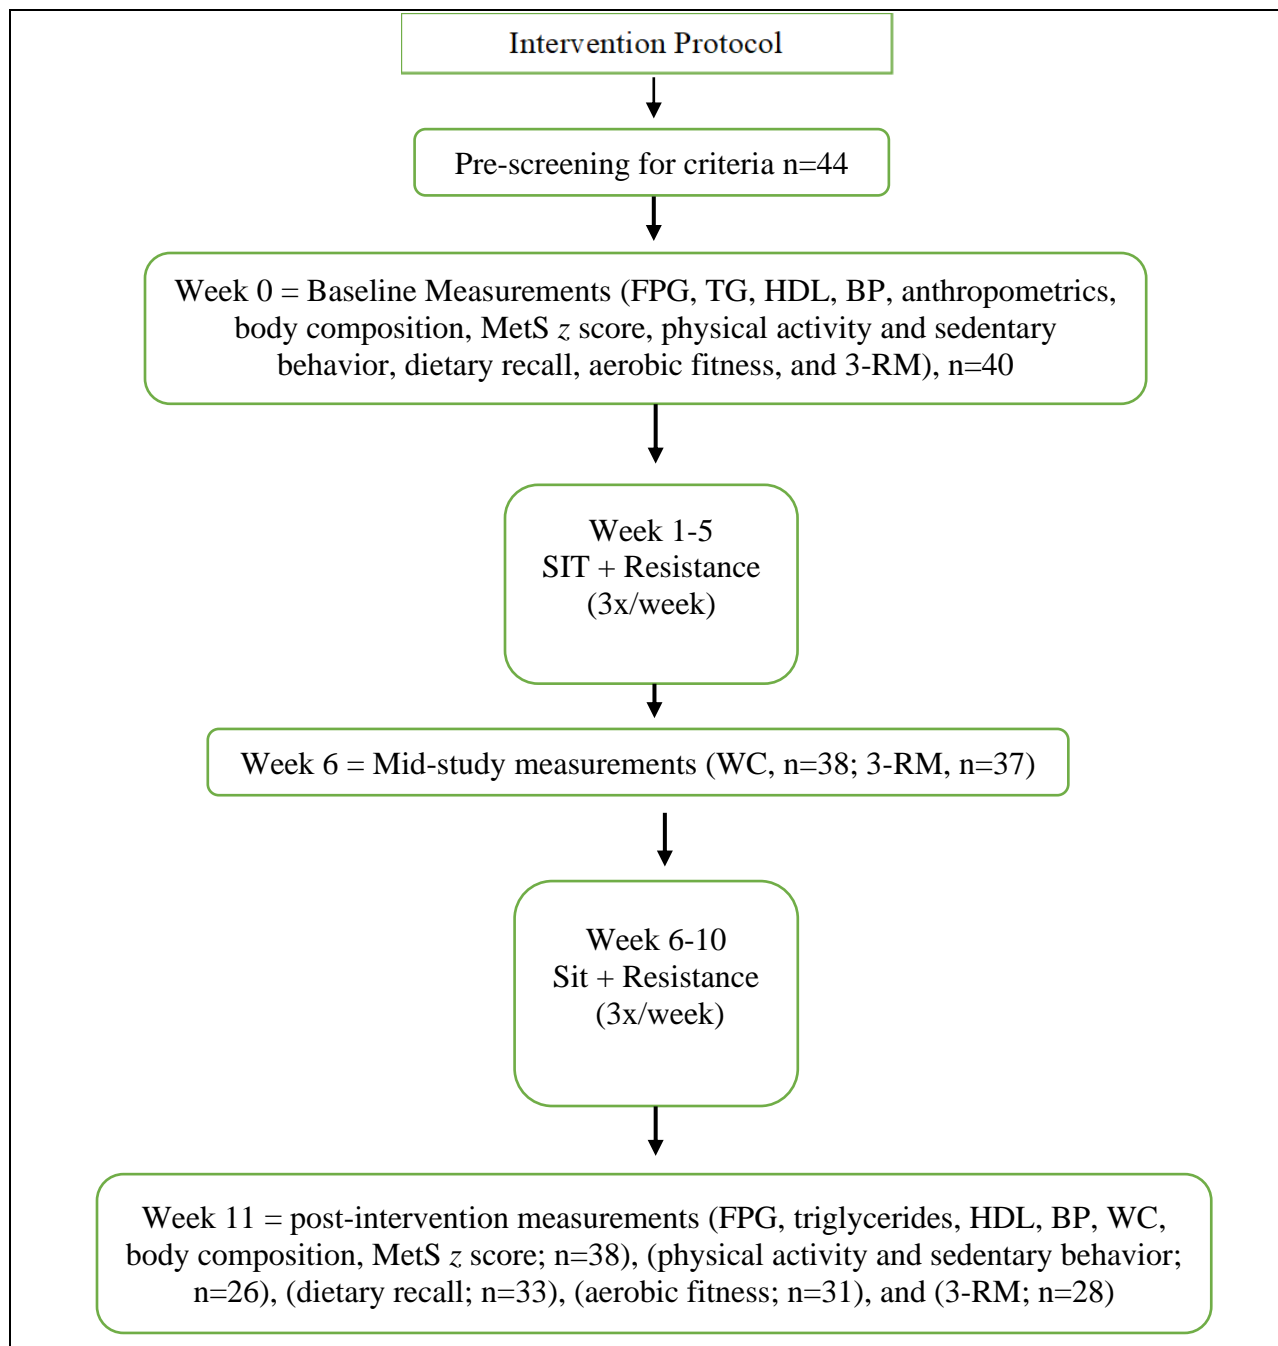 Intervention Protocol
Pre-screening for criteria n=44
Week 0 = Baseline Measurements (FPG, TG, HDL, BP, anthropometrics,
body composition, MetS z score, physical activity and sedentary
behavior, dietary recall, aerobic fitness, and 3-RM), n=40
Week 1-5
SIT + Resistance
(3x/week)
Week 6 = Mid-study measurements (WC, n=38; 3-RM, n=37)
Week 6-10
Sit + Resistance
(3x/week)
Week 11 = post-intervention measurements (FPG, triglycerides, HDL, BP, WC,
body composition, MetS z score; n=38), (physical activity and sedentary behavior;
n=26), (dietary recall; n=33), (aerobic fitness; n=31), and (3-RM; n=28)